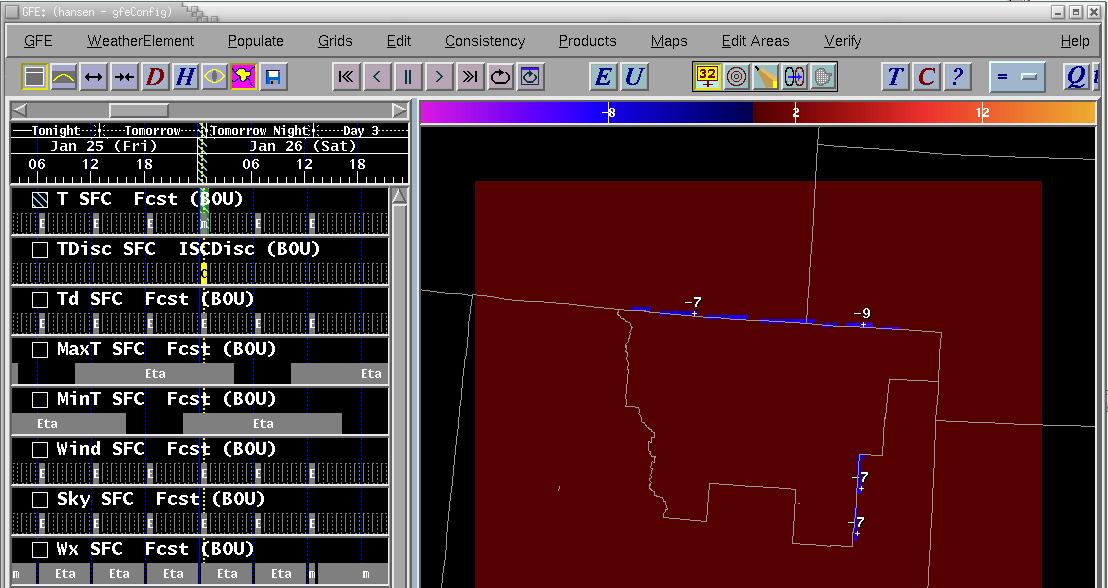 GFE: (hansen - gfeConfig)
GFE WeatherElement Populate Grids Edit Consistency Products Maps Edit Areas Verify Help
D H E U 32 T C ? = Q
-8 2 12
Tonight Tomorrow Tomorrow Night Day 3
Jan 25 (Fri) Jan 26 (Sat)
06 12 18 06 12 18
T SFC Fcst (BOU)
E E E m E E
TDisc SFC ISCDisc (BOU)
Td SFC Fcst (BOU)
E E E E E E
MaxT SFC Fcst (BOU)
Eta Eta
MinT SFC Fcst (BOU)
Eta Eta
Wind SFC Fcst (BOU)
E E E E E E
Sky SFC Fcst (BOU)
E E E E E E
Wx SFC Fcst (BOU)
m Eta Eta Eta Eta Eta m m
-7
-9
-7
-7